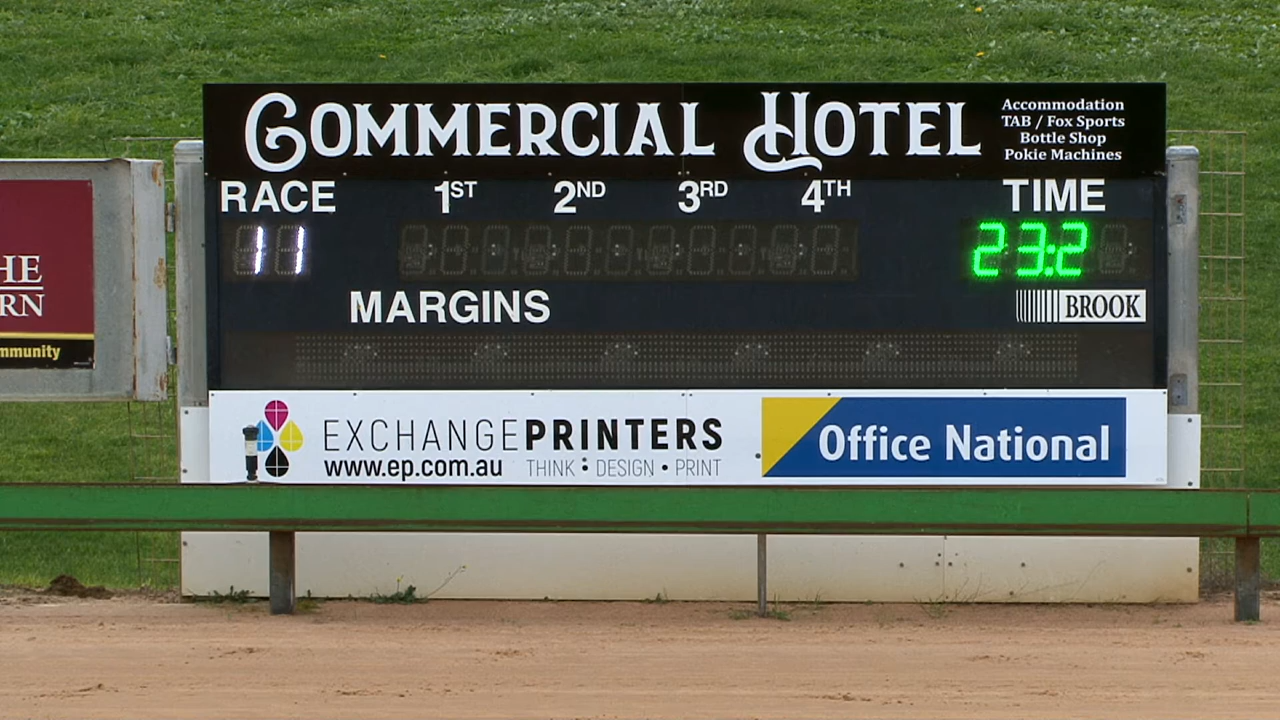 COMMERCIAL HOTEL
Accommodation
TAB / Fox Sports
Bottle Shop
Pokie Machines
RACE 1ST 2ND 3RD 4TH TIME
11 23:2
MARGINS
BROOK
HE
RN
mmunity
EXCHANGEPRINTERS
www.ep.com.au THINK : DESIGN • PRINT
Office National